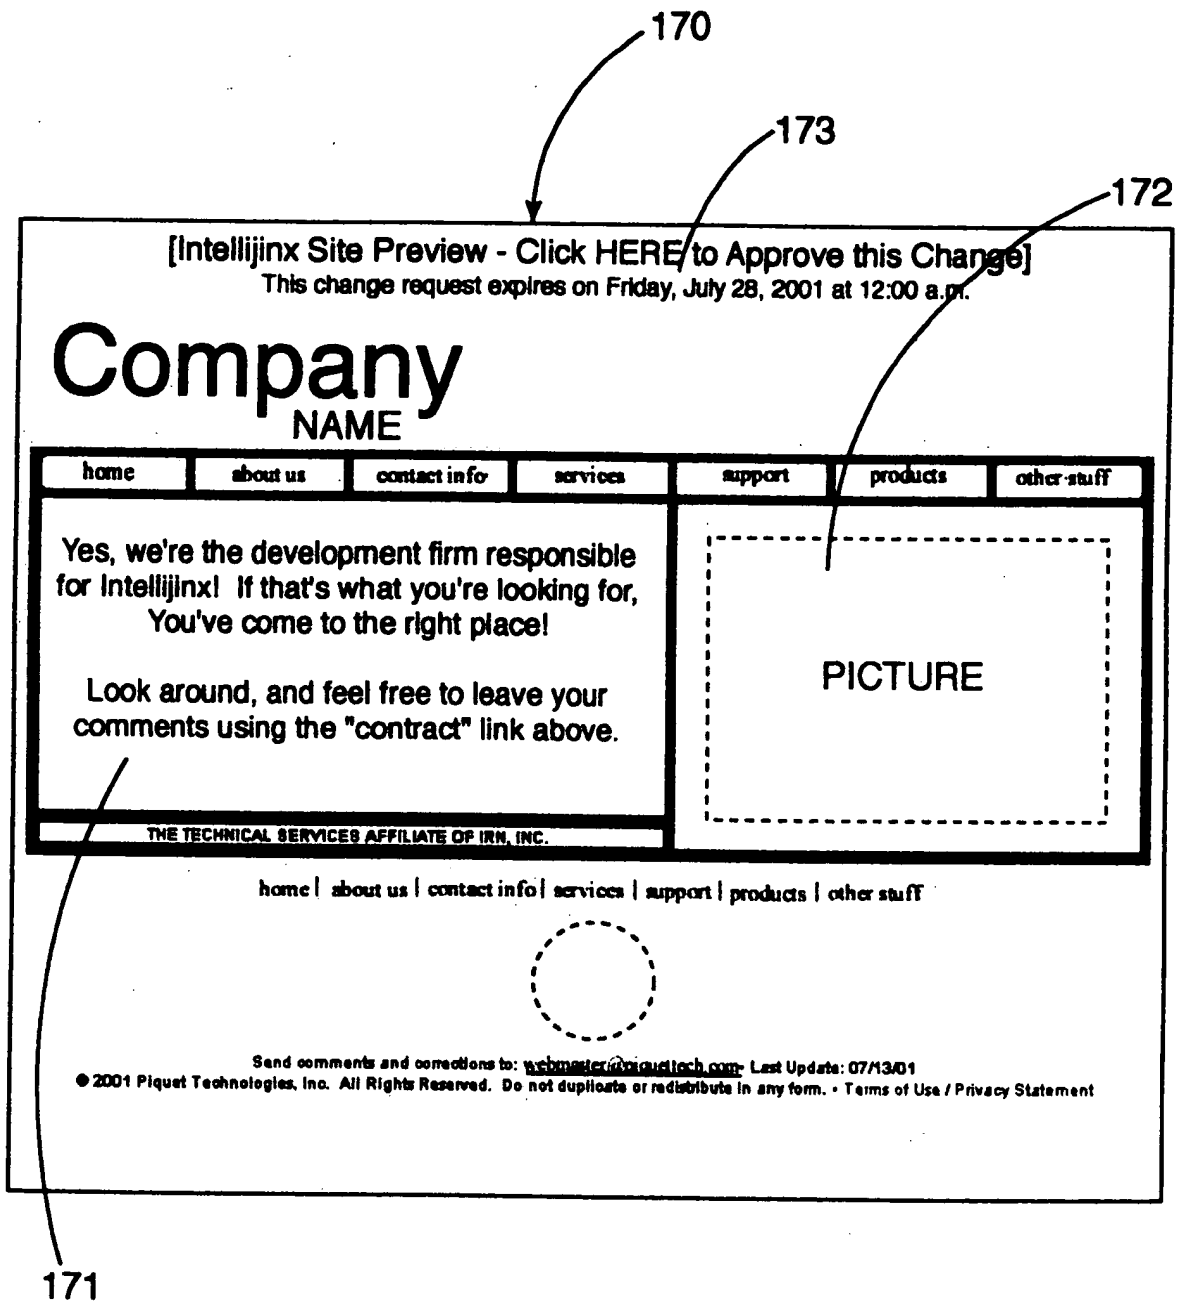 170
173
172
[Intellijinx Site Preview - Click HERE to Approve this Change]
This change request expires on Friday, July 28, 2001 at 12:00 a.m.
Company
NAME
home about us contact info services support products other stuff
Yes, we're the development firm responsible
for Intellijinx! If that's what you're looking for,
You've come to the right place!
Look around, and feel free to leave your
comments using the "contract" link above.
PICTURE
THE TECHNICAL SERVICES AFFILIATE OF IRN, INC.
home | about us | contact info | services | support | products | other stuff
Send comments and corrections to: webmaster@piquettech.com- Last Update: 07/13/01
© 2001 Piquet Technologies, Inc. All Rights Reserved. Do not duplicate or redistribute in any form. • Terms of Use / Privacy Statement
171